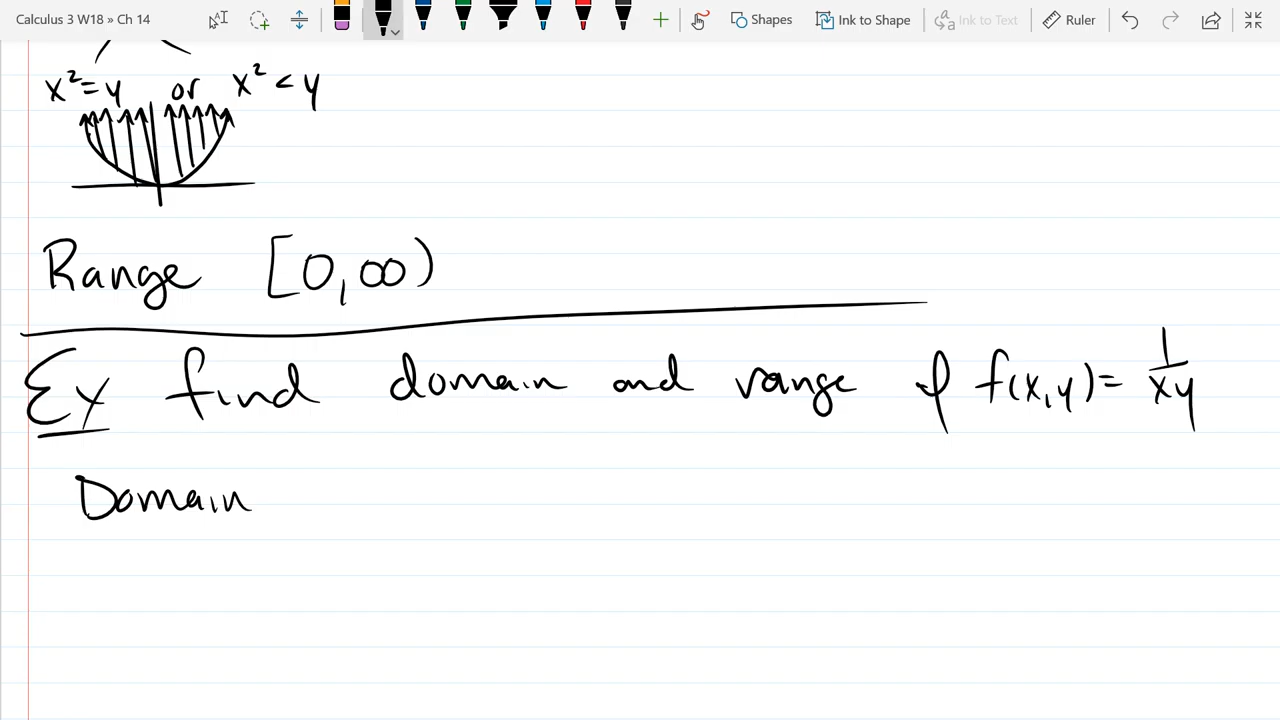 Calculus 3 W18 » Ch 14
Shapes
Ink to Shape
Ink to Text
Ruler
x² = y or x² < y
Range [0, ∞)
Ex find domain and range of f(x,y) = 1/xy
Domain